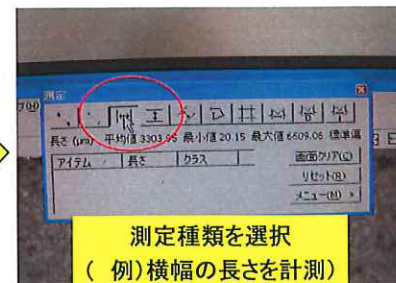 測定
長さ (μm) 平均値 3303.95 最小値 20.15 最大値 6609.06 標準偏
アイテム 長さ クラス
画面クリア(C)
リセット(R)
メニュー(M) >
測定種類を選択
( 例)横幅の長さを計測)